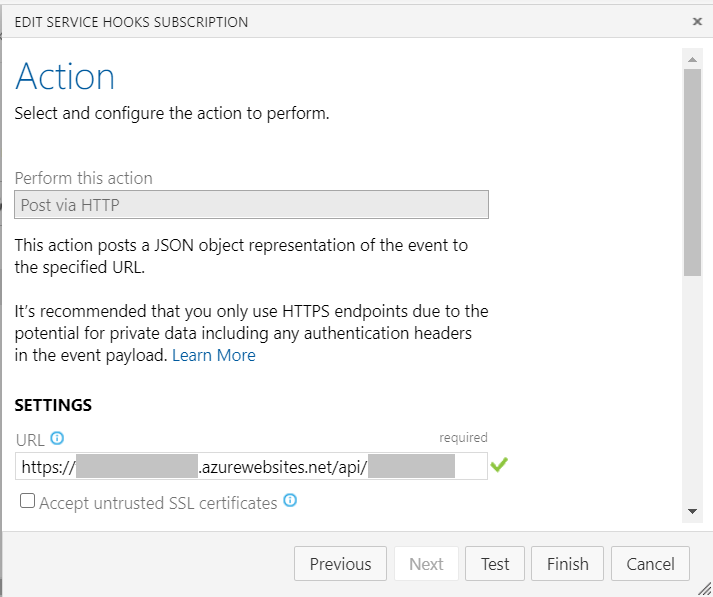 EDIT SERVICE HOOKS SUBSCRIPTION
Action
Select and configure the action to perform.
Perform this action
Post via HTTP
This action posts a JSON object representation of the event to
the specified URL.
It's recommended that you only use HTTPS endpoints due to the
potential for private data including any authentication headers
in the event payload. Learn More
SETTINGS
URL required
https:// .azurewebsites.net/api/
Accept untrusted SSL certificates
Previous Next Test Finish Cancel